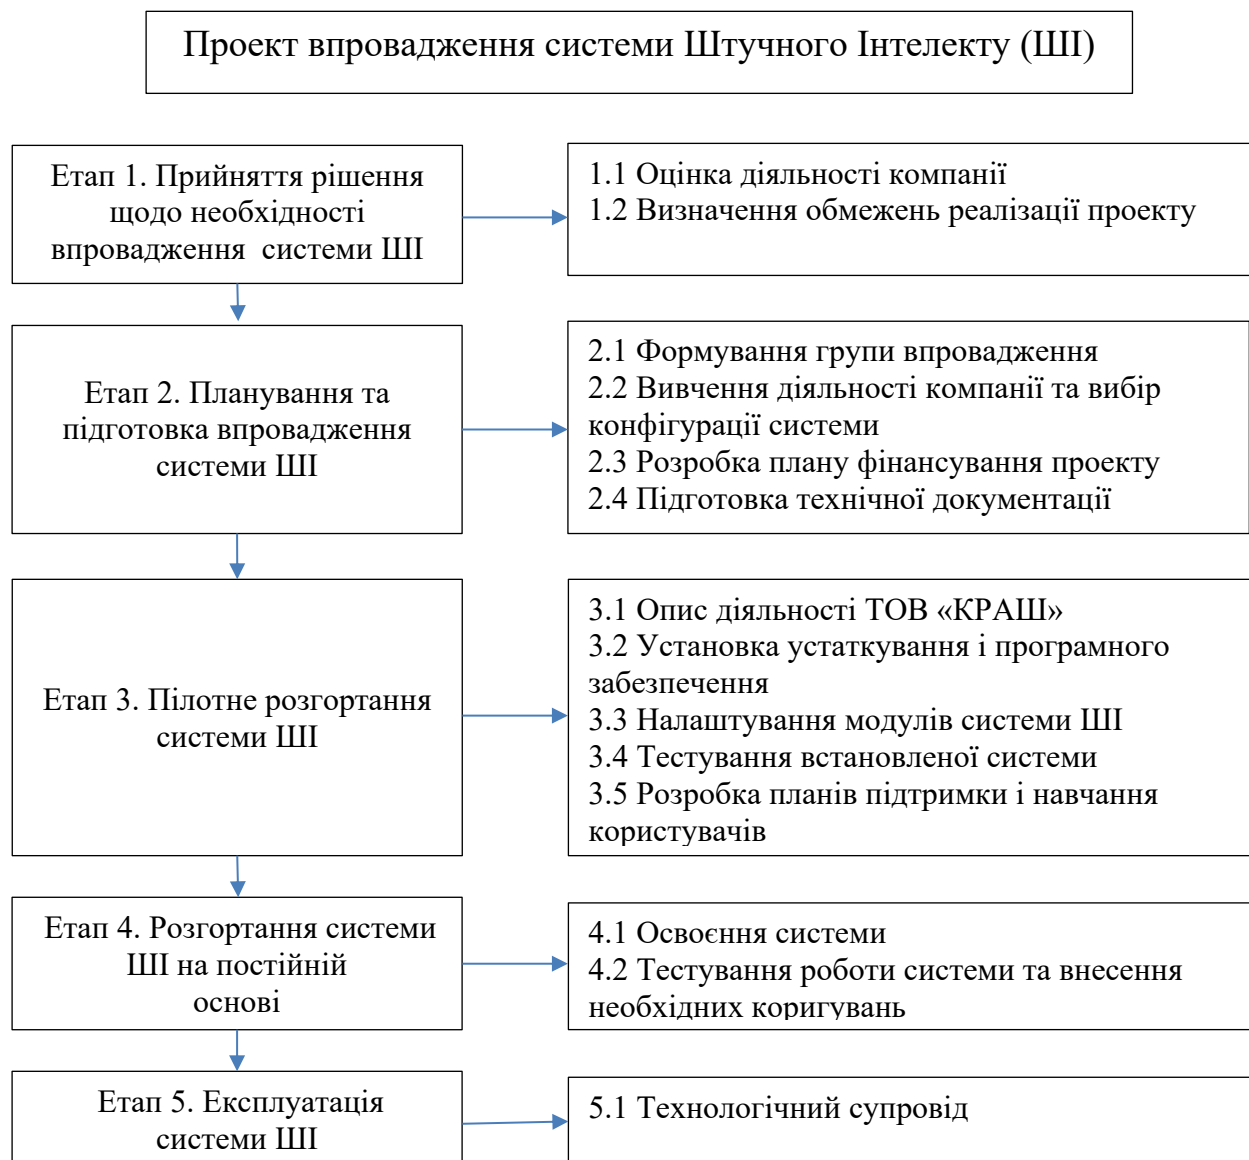 Проект впровадження системи Штучного Інтелекту (ШІ)
Етап 1. Прийняття рішення
щодо необхідності
впровадження системи ШІ
1.1 Оцінка діяльності компанії
1.2 Визначення обмежень реалізації проекту
Етап 2. Планування та
підготовка впровадження
системи ШІ
2.1 Формування групи впровадження
2.2 Вивчення діяльності компанії та вибір
конфігурації системи
2.3 Розробка плану фінансування проекту
2.4 Підготовка технічної документації
Етап 3. Пілотне розгортання
системи ШІ
3.1 Опис діяльності ТОВ «КРАШ»
3.2 Установка устаткування і програмного
забезпечення
3.3 Налаштування модулів системи ШІ
3.4 Тестування встановленої системи
3.5 Розробка планів підтримки і навчання
користувачів
Етап 4. Розгортання системи
ШІ на постійній
основі
4.1 Освоєння системи
4.2 Тестування роботи системи та внесення
необхідних коригувань
Етап 5. Експлуатація
системи ШІ
5.1 Технологічний супровід